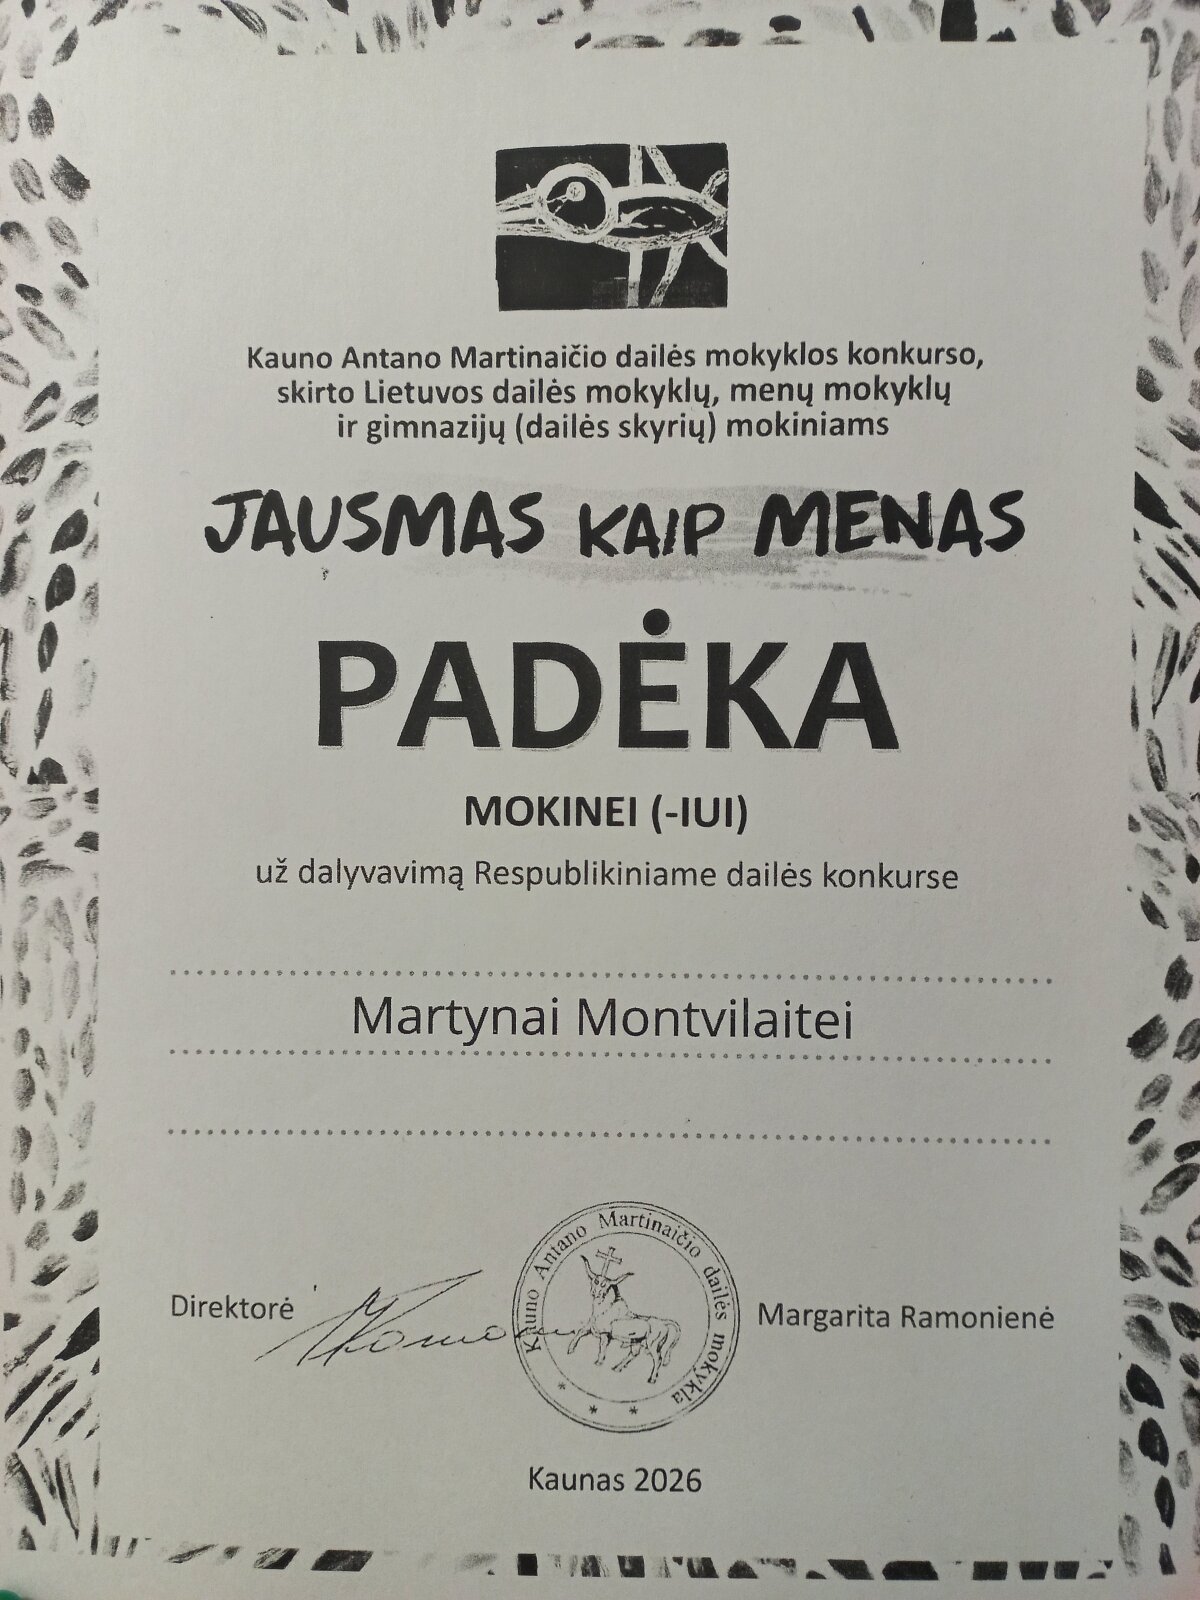 Kauno Antano Martinaičio dailės mokyklos konkurso,
skirto Lietuvos dailės mokyklų, menų mokyklų
ir gimnazijų (dailės skyrių) mokiniams
JAUSMAS KAIP MENAS
PADĖKA
MOKINEI (-IUI)
už dalyvavimą Respublikiniame dailės konkurse
Martynai Montvilaitei
Direktorė
Kauno Antano Martinaičio dailės mokykla
Margarita Ramonienė
Kaunas 2026